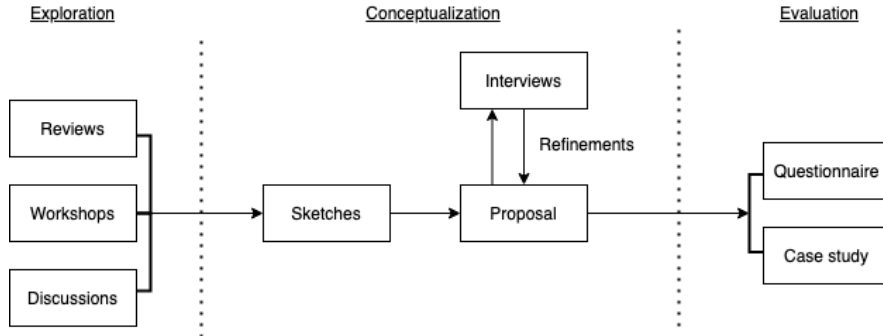 Exploration
Conceptualization
Evaluation
Interviews
Reviews
Refinements
Questionnaire
Workshops
Sketches
Proposal
Case study
Discussions